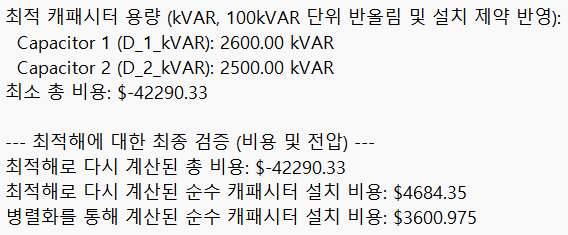 최적 캐패시터 용량 (kVAR, 100kVAR 단위 반올림 및 설치 제약 반영):
Capacitor 1 (D_1_kVAR): 2600.00 kVAR
Capacitor 2 (D_2_kVAR): 2500.00 kVAR
최소 총 비용: $-42290.33
--- 최적해에 대한 최종 검증 (비용 및 전압) ---
최적해로 다시 계산된 총 비용: $-42290.33
최적해로 다시 계산된 순수 캐패시터 설치 비용: $4684.35
병렬화를 통해 계산된 순수 캐패시터 설치 비용: $3600.975